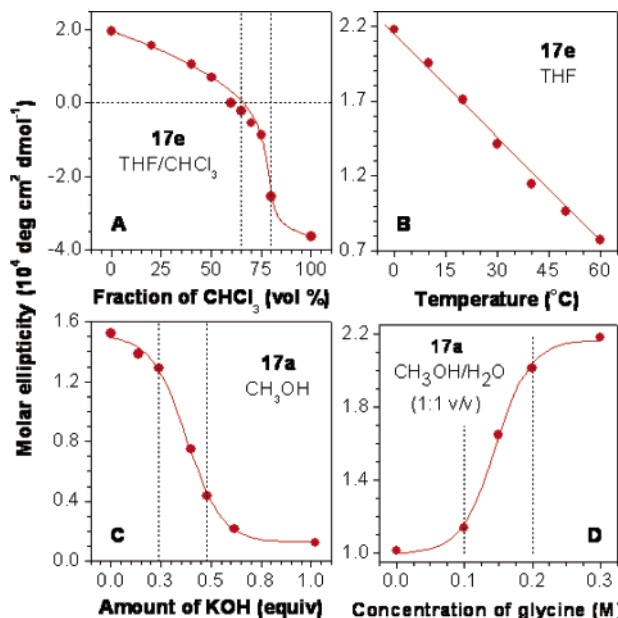 Molar ellipticity (10⁴ deg cm² dmol⁻¹)
2.0
0.0
-2.0
-4.0
17e
THF/CHCl₃
A
0 25 50 75 100
Fraction of CHCl₃ (vol %)
2.2
1.7
1.2
0.7
17e
THF
B
0 15 30 45 60
Temperature (°C)
1.6
1.2
0.8
0.4
0.0
17a
CH₃OH
C
0.0 0.3 0.5 0.8 1.0
Amount of KOH (equiv)
2.2
1.8
1.4
1.0
17a
CH₃OH/H₂O
(1:1 v/v)
D
0.0 0.1 0.2 0.3
Concentration of glycine (M)